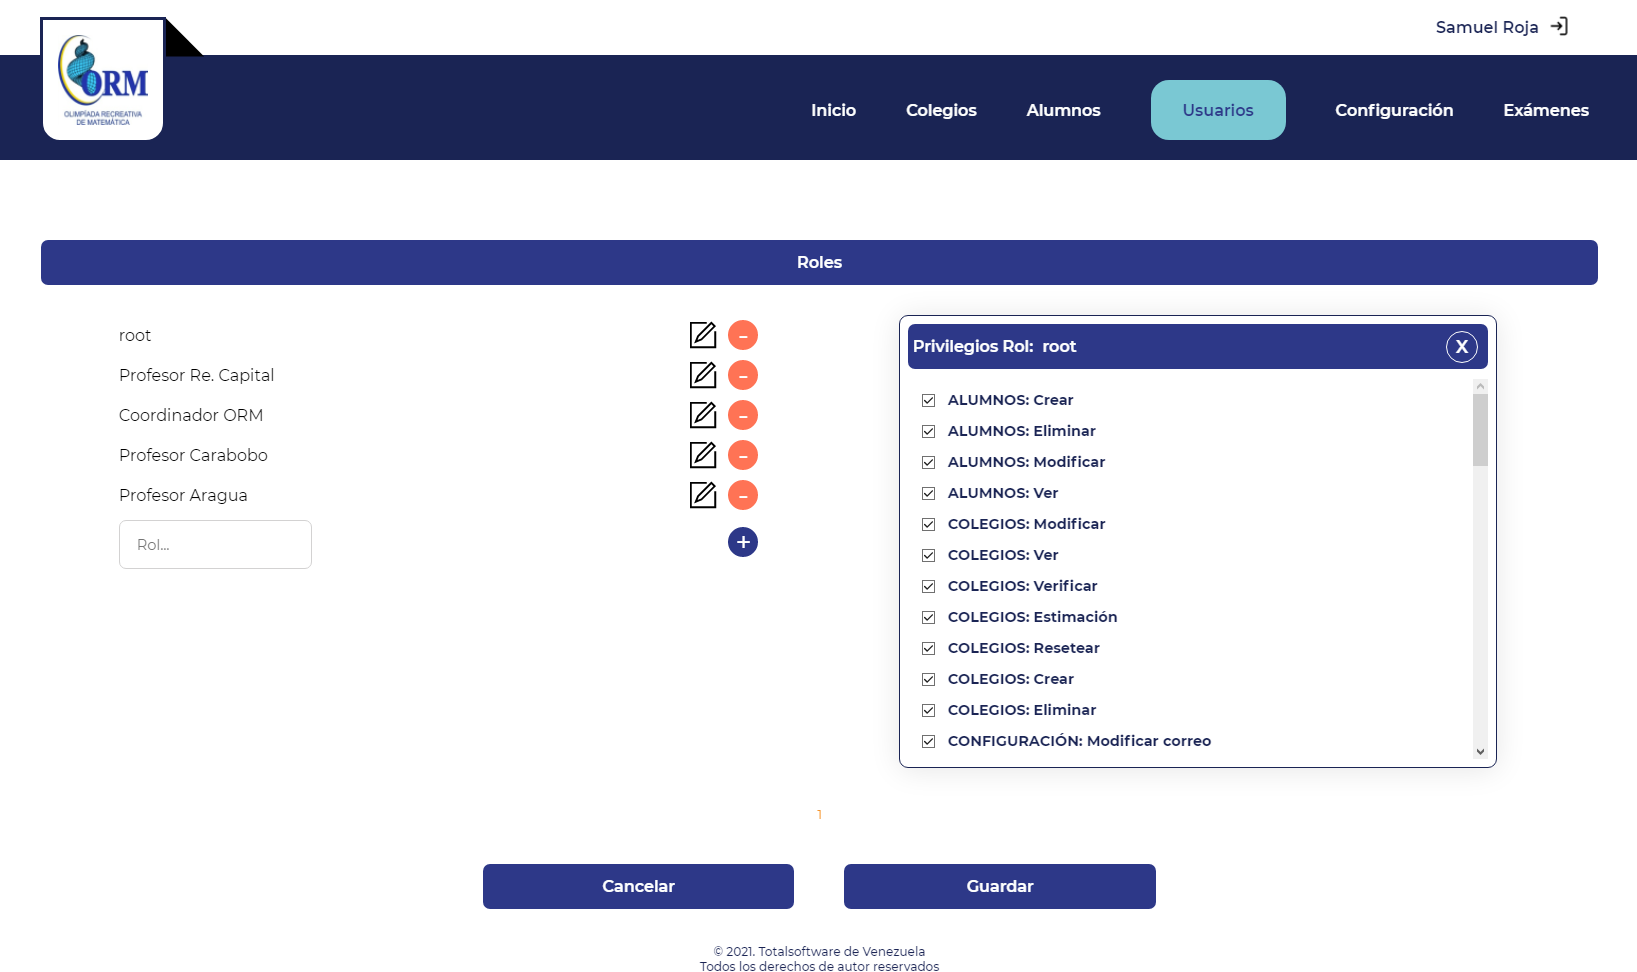 Samuel Roja
ORM
OLIMPÍADA RECREATIVA
DE MATEMÁTICA
Inicio
Colegios
Alumnos
Usuarios
Configuración
Exámenes
Roles
root
Profesor Re. Capital
Coordinador ORM
Profesor Carabobo
Profesor Aragua
Rol...
Privilegios Rol: root
X
ALUMNOS: Crear
ALUMNOS: Eliminar
ALUMNOS: Modificar
ALUMNOS: Ver
COLEGIOS: Modificar
COLEGIOS: Ver
COLEGIOS: Verificar
COLEGIOS: Estimación
COLEGIOS: Resetear
COLEGIOS: Crear
COLEGIOS: Eliminar
CONFIGURACIÓN: Modificar correo
1
Cancelar
Guardar
© 2021. Totalsoftware de Venezuela
Todos los derechos de autor reservados